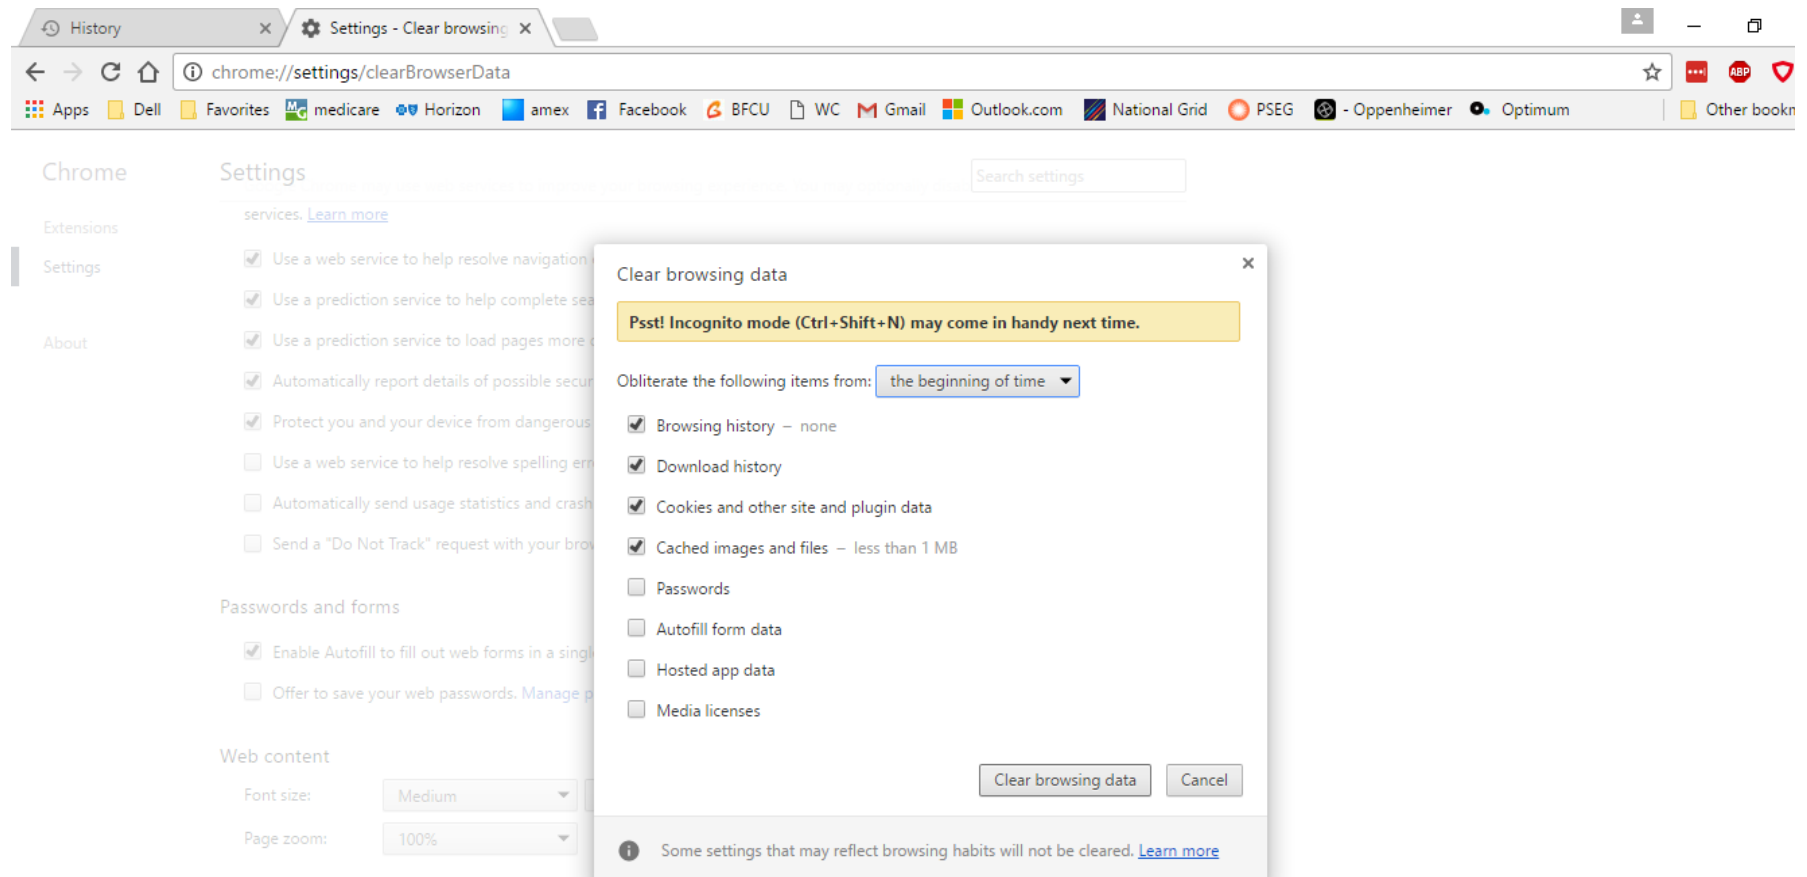 History
Settings - Clear browsing
chrome://settings/clearBrowserData
ABP
Apps Dell Favorites medicare Horizon amex Facebook BFCU WC Gmail Outlook.com National Grid PSEG - Oppenheimer Optimum Other bookm
Chrome
Settings
Search settings
Extensions
Settings
About
services. Learn more
Use a web service to help resolve navigation
Use a prediction service to help complete sea
Use a prediction service to load pages more
Automatically report details of possible secur
Protect you and your device from dangerous
Use a web service to help resolve spelling err
Automatically send usage statistics and crash
Send a "Do Not Track" request with your brow
Passwords and forms
Enable Autofill to fill out web forms in a singl
Offer to save your web passwords. Manage p
Web content
Font size: Medium
Page zoom: 100%
Clear browsing data
Psst! Incognito mode (Ctrl+Shift+N) may come in handy next time.
Obliterate the following items from: the beginning of time
Browsing history – none
Download history
Cookies and other site and plugin data
Cached images and files – less than 1 MB
Passwords
Autofill form data
Hosted app data
Media licenses
Clear browsing data Cancel
Some settings that may reflect browsing habits will not be cleared. Learn more